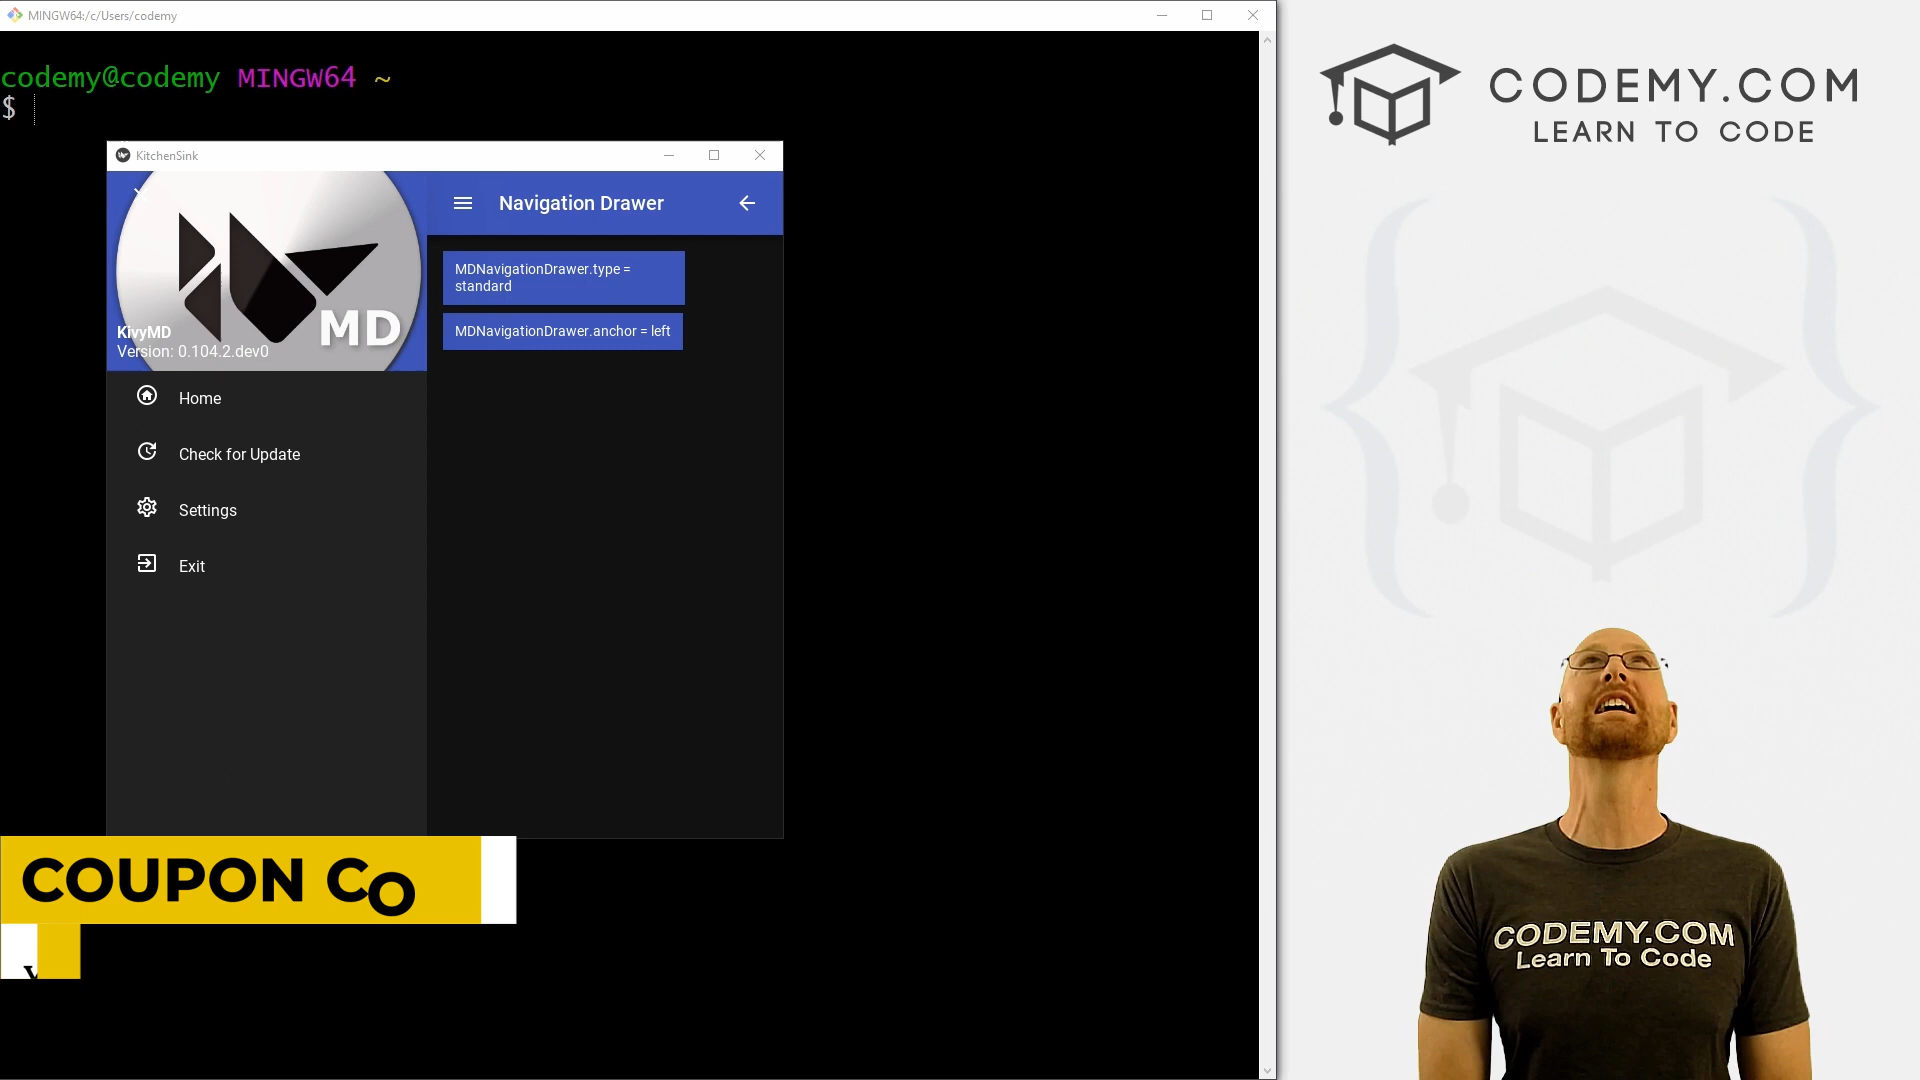 MINGW64:/c/Users/codemy
codemy@codemy MINGW64 ~
$
KitchenSink
Navigation Drawer
MDNavigationDrawer.type =
standard
MDNavigationDrawer.anchor = left
MD
KivyMD
Version: 0.104.2.dev0
Home
Check for Update
Settings
Exit
COUPON CO
CODEMY.COM
LEARN TO CODE
CODEMY.COM
Learn To Code